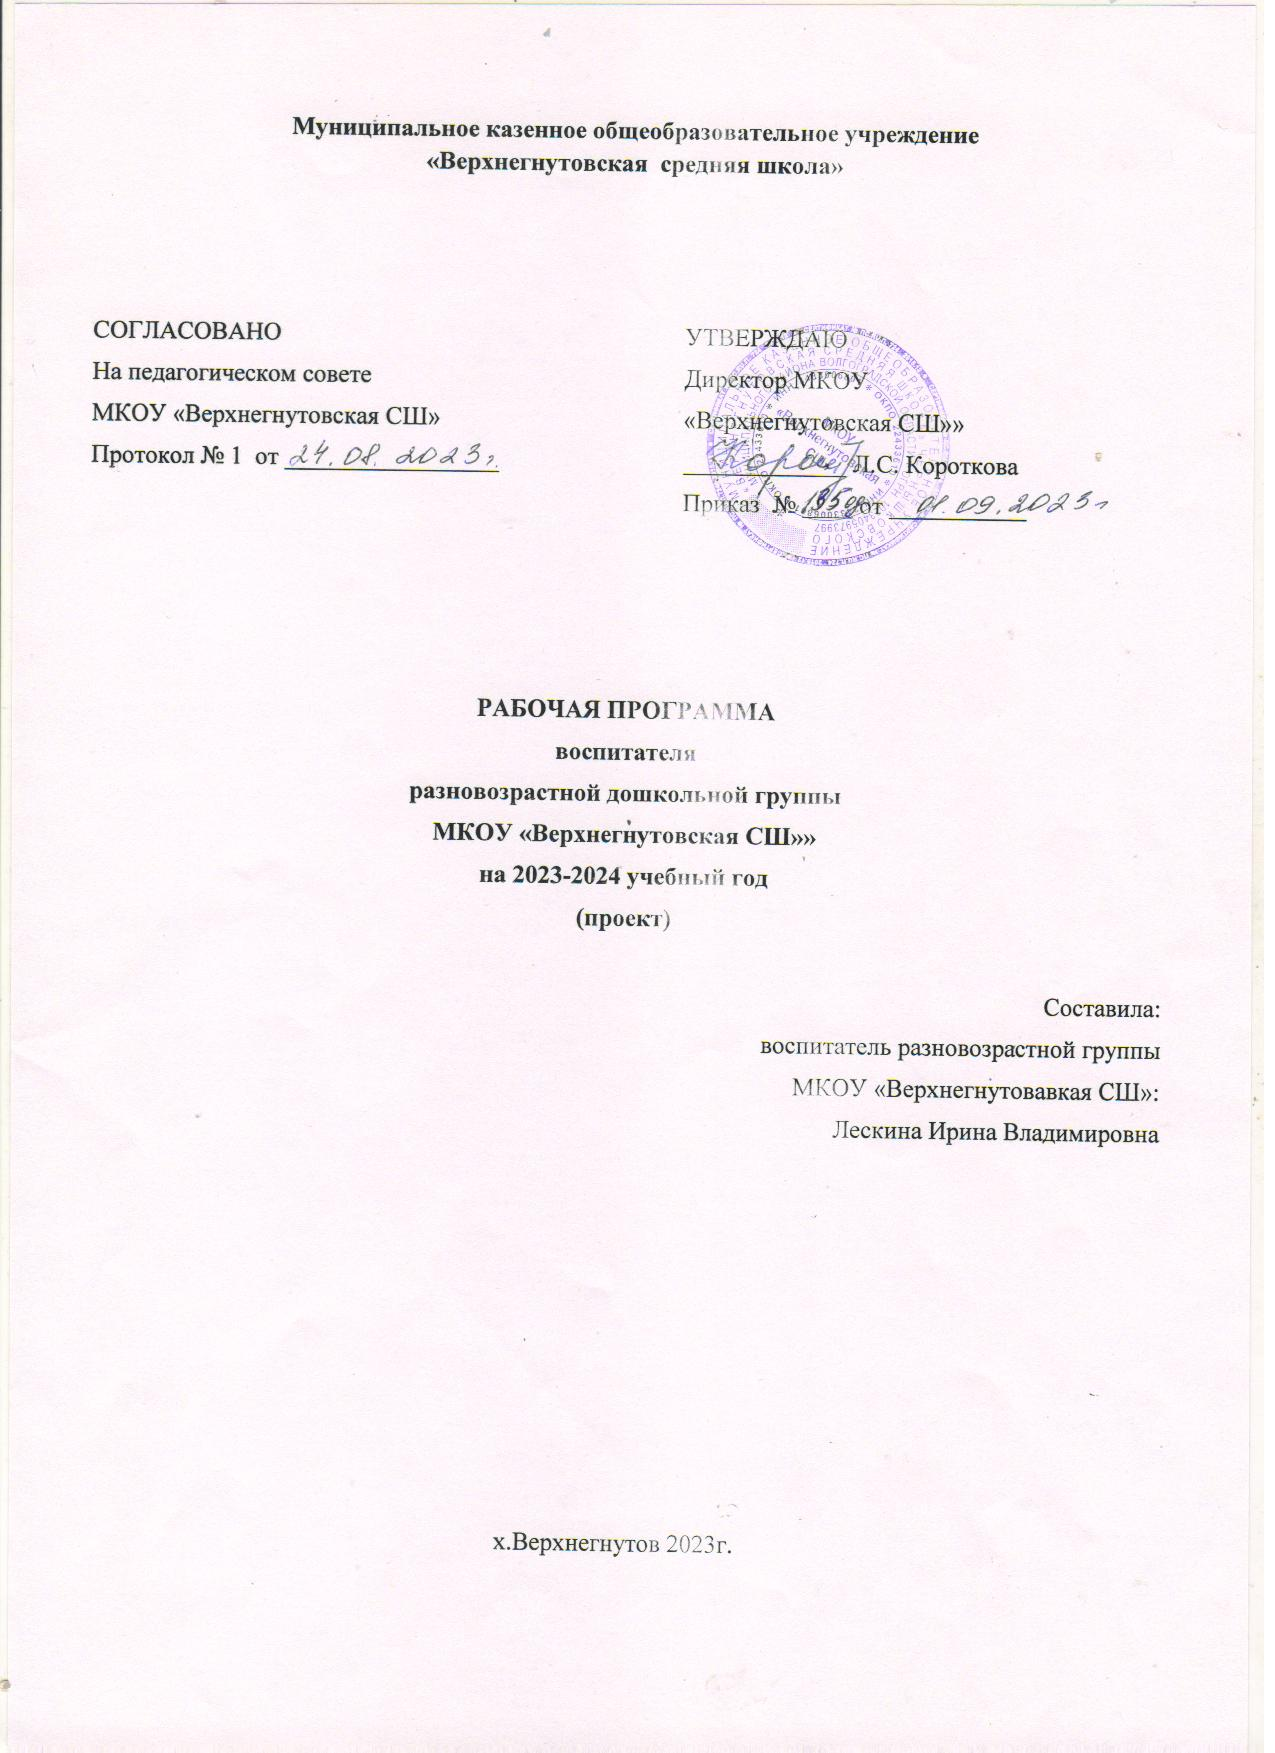 Муниципальное казенное общеобразовательное учреждение
«Верхнегнутовская средняя школа»
СОГЛАСОВАНО
На педагогическом совете
МКОУ «Верхнегнутовская СШ»
Протокол № 1 от 24.08.2023г.
УТВЕРЖДАЮ
Директор МКОУ
«Верхнегнутовская СШ»»
Л.С. Короткова
Приказ № от 01.09.2023г
МКОУ
«Верхнегнутовская
СШ»
РАБОЧАЯ ПРОГРАММА
воспитателя
разновозрастной дошкольной группы
МКОУ «Верхнегнутовская СШ»»
на 2023-2024 учебный год
(проект)
Составила:
воспитатель разновозрастной группы
МКОУ «Верхнегнутовавкая СШ»:
Лескина Ирина Владимировна
х.Верхнегнутов 2023г.